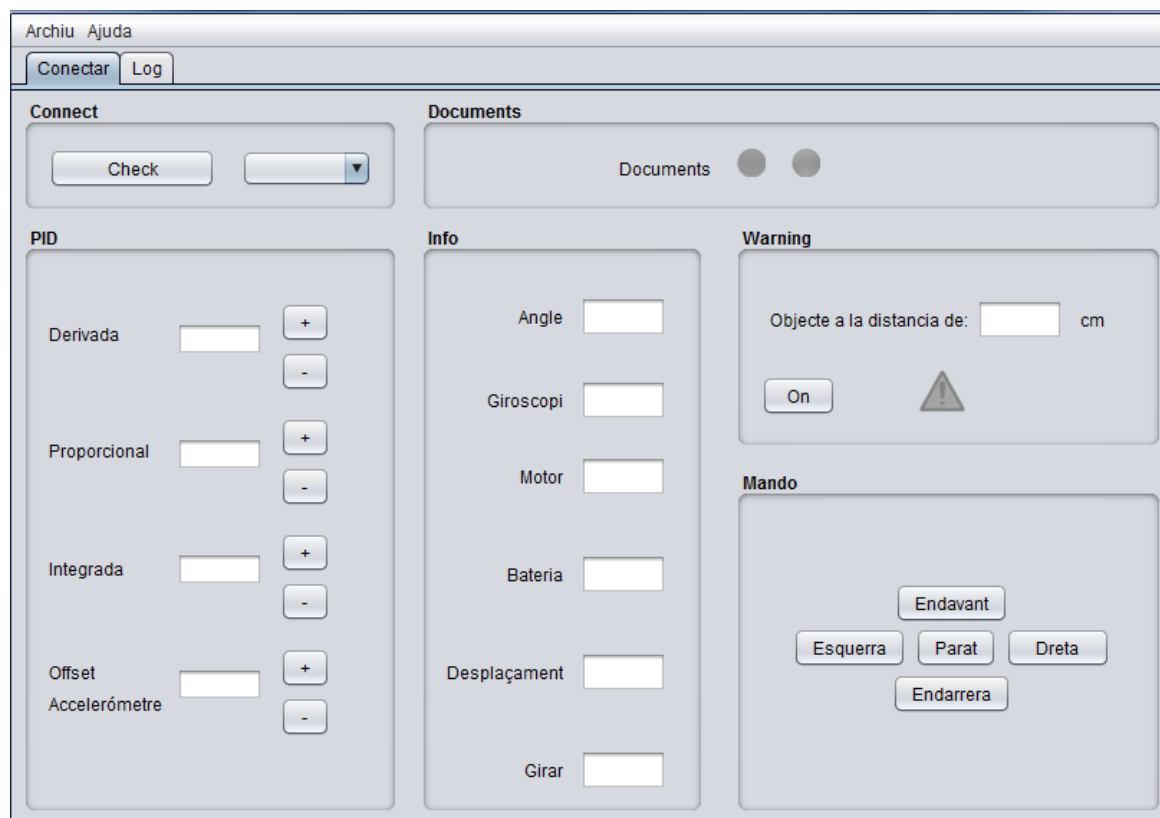 Archiu Ajuda
Conectar Log
Connect
Check
Documents
Documents
PID
Derivada
+
-
Proporcional
+
-
Integrada
+
-
Offset
Accelerómetre
+
-
Info
Angle
Giroscopi
Motor
Bateria
Desplaçament
Girar
Warning
Objecte a la distancia de: cm
On
Mando
Endavant
Esquerra Parat Dreta
Endarrera